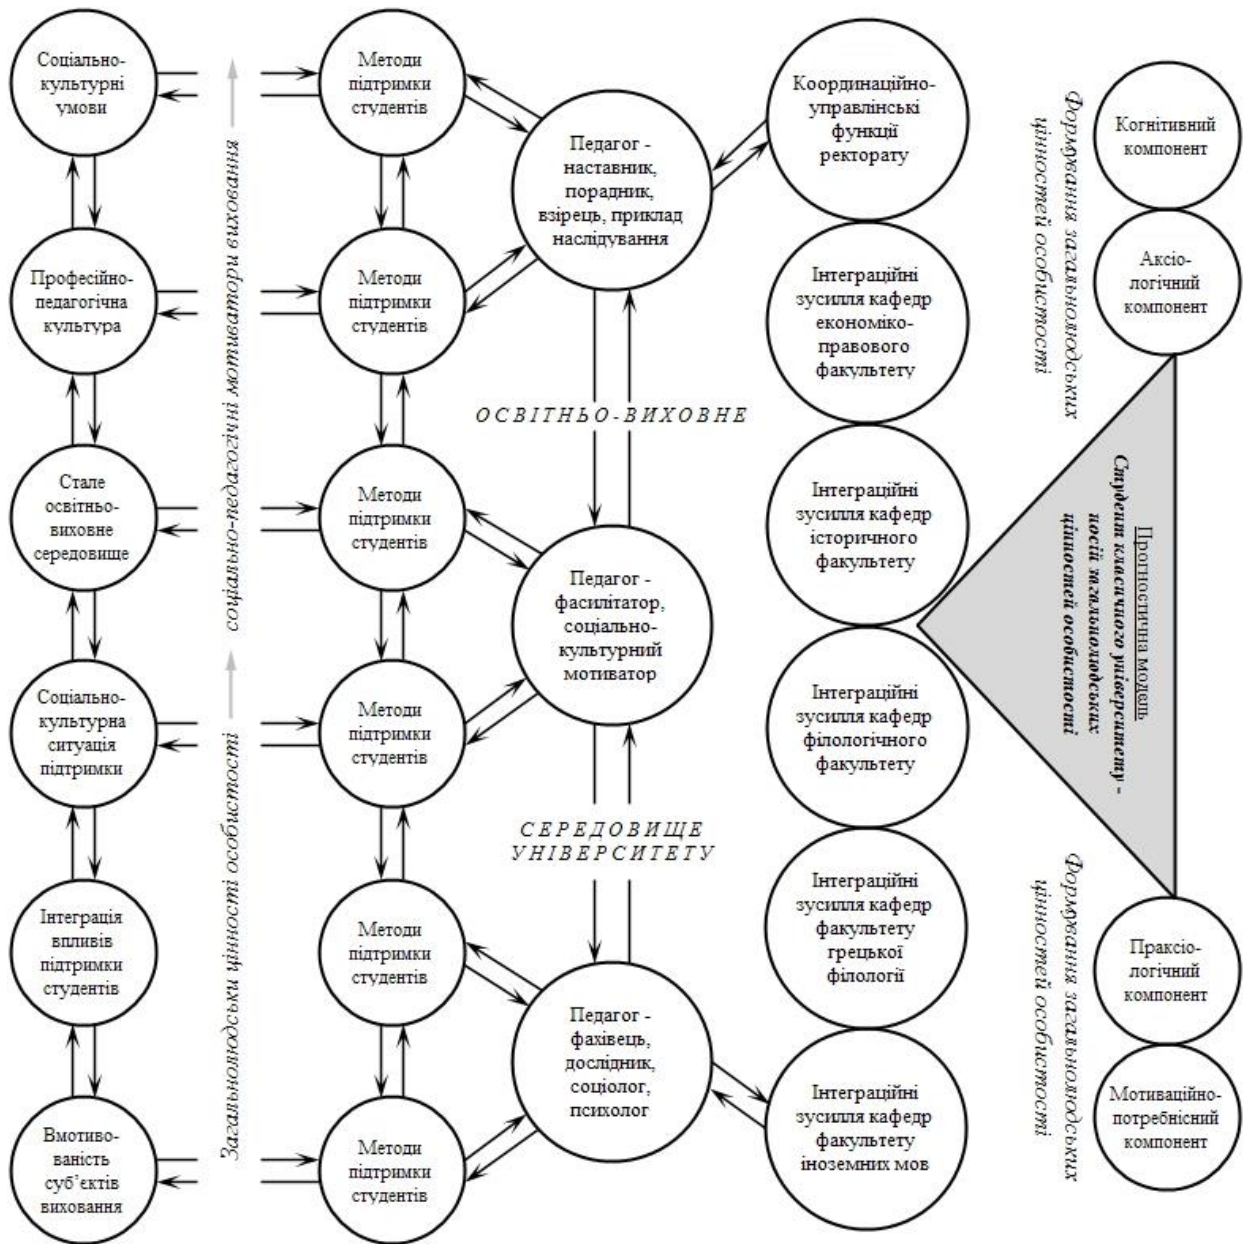 Соціально-
культурні
умови
Професійно-
педагогічна
культура
Стале
освітньо-
виховне
середовище
Соціально-
культурна
ситуація
підтримки
Інтеграція
впливів
підтримки
студентів
Вмотиво-
ваність
суб’єктів
виховання
Загальнолюдськи цінності особистості
соціально-педагогічні мотиватори виховання
Методи
підтримки
студентів
Методи
підтримки
студентів
Методи
підтримки
студентів
Методи
підтримки
студентів
Методи
підтримки
студентів
Методи
підтримки
студентів
Педагог -
наставник,
порадник,
взірець, приклад
наслідування
ОСВІТНЬО-ВИХОВНЕ
Педагог -
фасилітатор,
соціально-
культурний
мотиватор
СЕРЕДОВИЩЕ
УНІВЕРСИТЕТУ
Педагог -
фахівець,
дослідник,
соціолог,
психолог
Координаційно-
управлінські
функції
ректорату
Інтеграційні
зусилля кафедр
економіко-
правового
факультету
Інтеграційні
зусилля кафедр
історичного
факультету
Інтеграційні
зусилля кафедр
філологічного
факультету
Інтеграційні
зусилля кафедр
факультету
грецької
філології
Інтеграційні
зусилля кафедр
факультету
іноземних мов
Формування загальнолюдських
цінностей особистості
Когнітивний
компонент
Аксіо-
логічний
компонент
Прогностична модель
Студент класичного університету -
носій загальнолюдських
цінностей особистості
Формування загальнолюдських
цінностей особистості
Праксіо-
логічний
компонент
Мотиваційно-
потребнісний
компонент